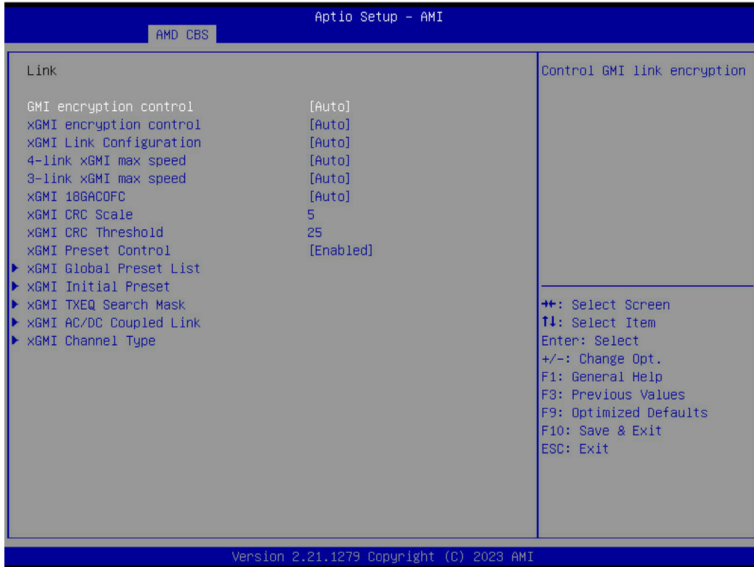 Aptio Setup – AMI
AMD CBS
Link
Control GMI link encryption
GMI encryption control [Auto]
xGMI encryption control [Auto]
xGMI Link Configuration [Auto]
4-link xGMI max speed [Auto]
3-link xGMI max speed [Auto]
xGMI 18GACOFC [Auto]
xGMI CRC Scale 5
xGMI CRC Threshold 25
xGMI Preset Control [Enabled]
▶ xGMI Global Preset List
▶ xGMI Initial Preset
▶ xGMI TXEQ Search Mask
▶ xGMI AC/DC Coupled Link
▶ xGMI Channel Type
→←: Select Screen
↑↓: Select Item
Enter: Select
+/-: Change Opt.
F1: General Help
F3: Previous Values
F9: Optimized Defaults
F10: Save & Exit
ESC: Exit
Version 2.21.1279 Copyright (C) 2023 AMI